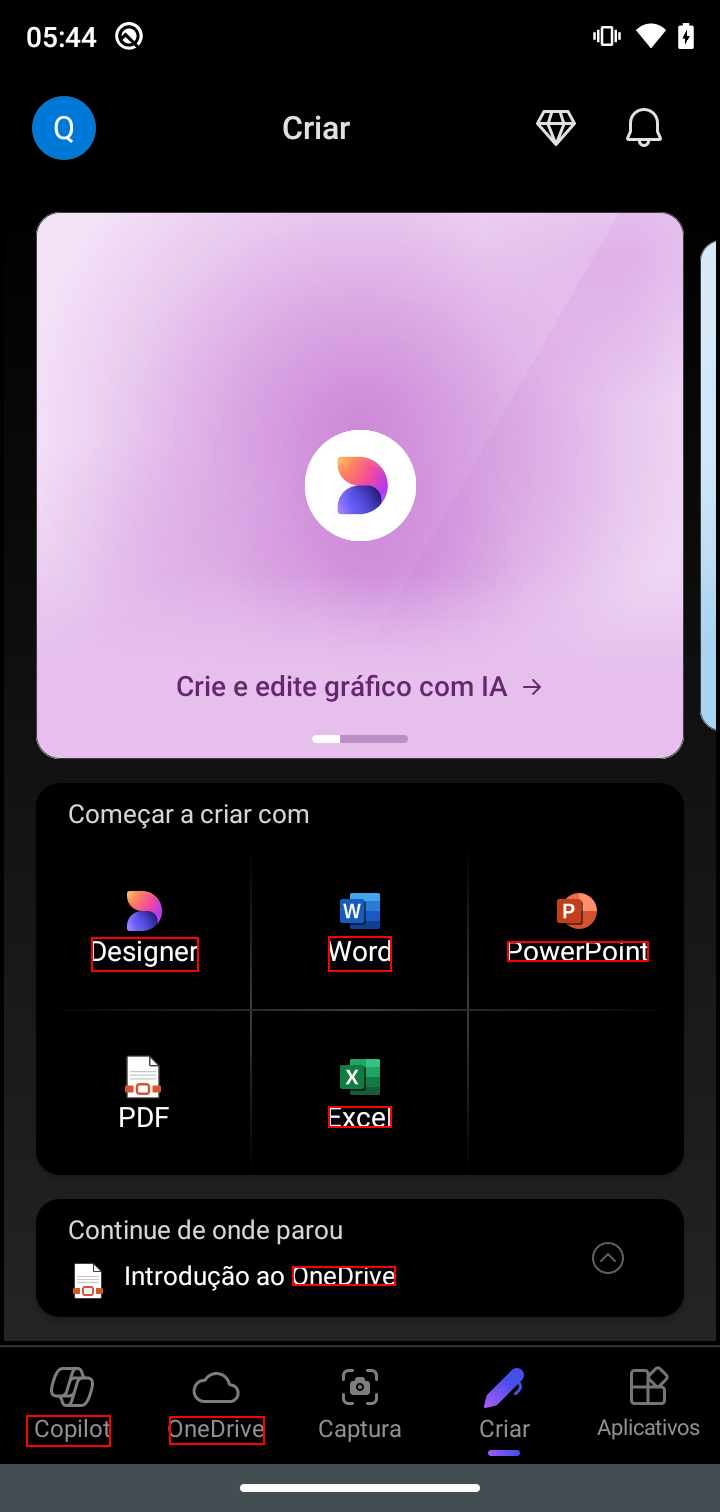 05:44
Q
Criar
Crie e edite gráfico com IA →
Começar a criar com
Designer
Word
PowerPoint
PDF
Excel
Continue de onde parou
Introdução ao OneDrive
Copilot
OneDrive
Captura
Criar
Aplicativos